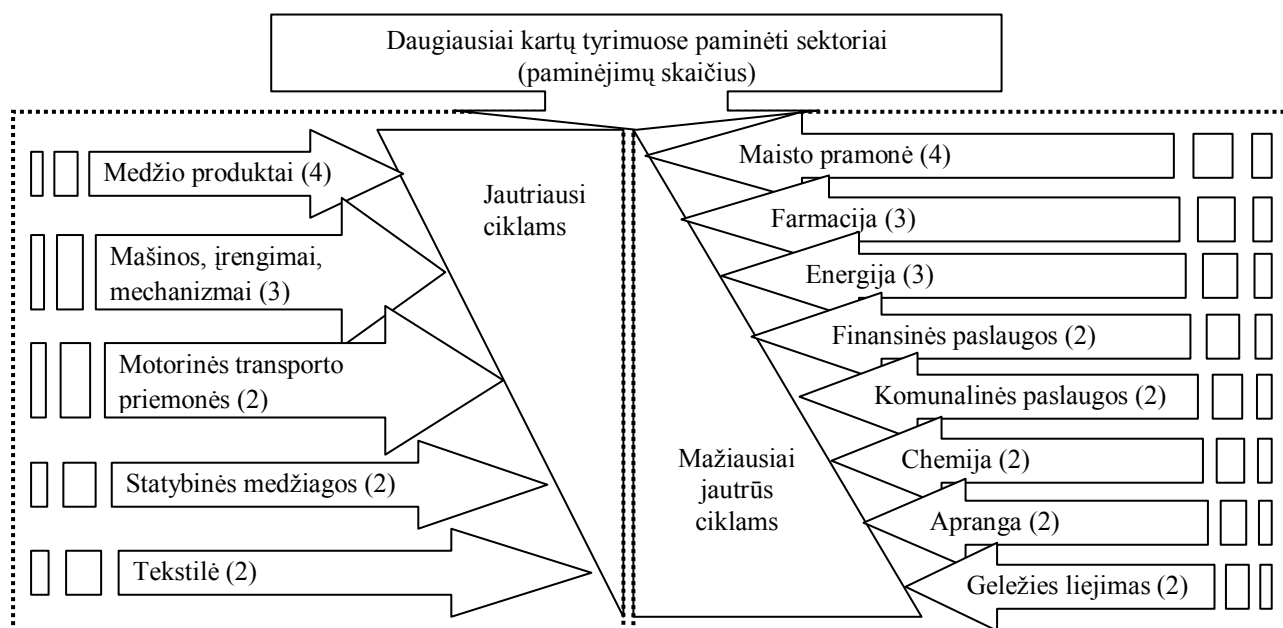 Daugiausiai kartų tyrimuose paminėti sektoriai
(paminėjimų skaičius)
Medžio produktai (4)
Mašinos, įrengimai,
mechanizmai (3)
Motorinės transporto
priemonės (2)
Statybinės medžiagos (2)
Tekstilė (2)
Jautriausi
ciklams
Mažiausiai
jautrūs
ciklams
Maisto pramonė (4)
Farmacija (3)
Energija (3)
Finansinės paslaugos (2)
Komunalinės paslaugos (2)
Chemija (2)
Apranga (2)
Geležies liejimas (2)